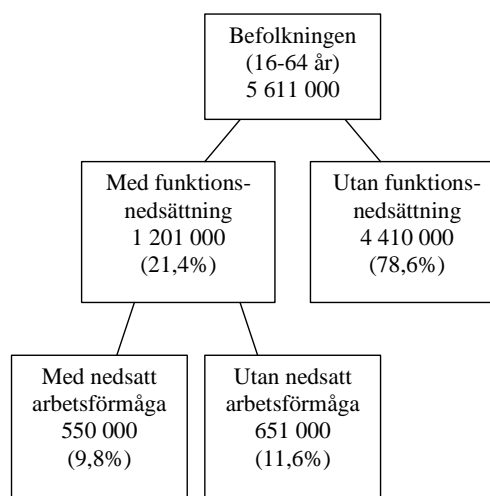 Befolkningen
(16-64 år)
5 611 000
Med funktions-
nedsättning
1 201 000
(21,4%)
Utan funktions-
nedsättning
4 410 000
(78,6%)
Med nedsatt
arbetsförmåga
550 000
(9,8%)
Utan nedsatt
arbetsförmåga
651 000
(11,6%)